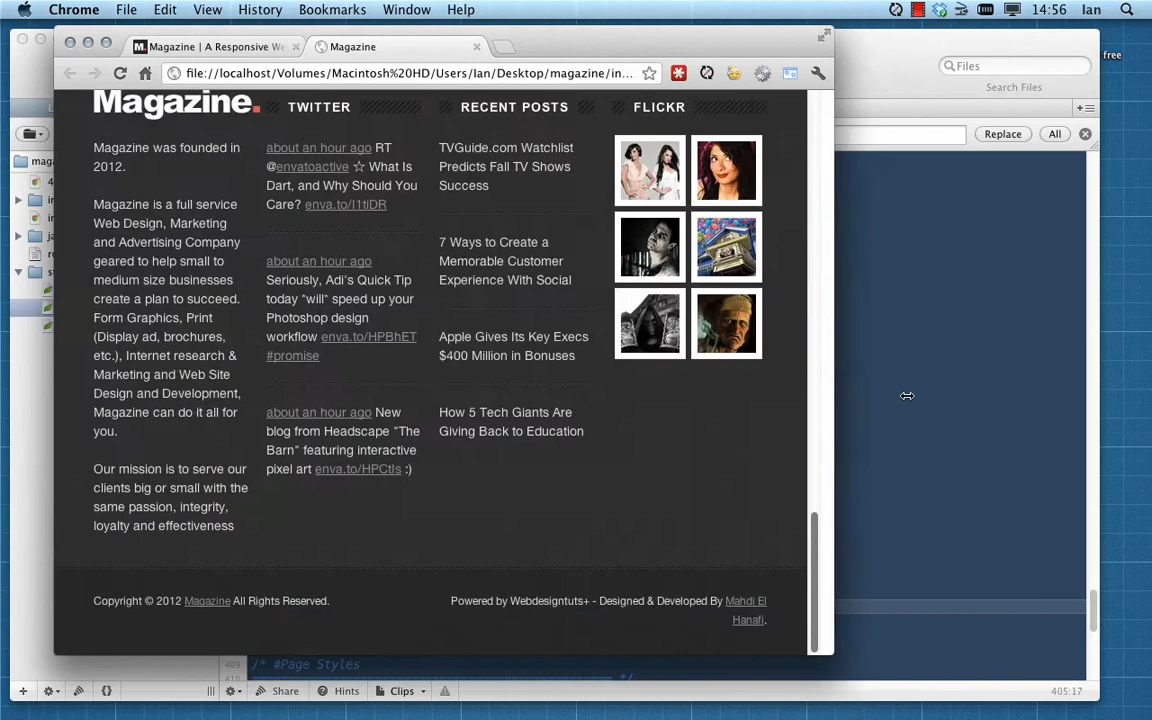 Chrome File Edit View History Bookmarks Window Help 14:56 Ian
free
Magazine | A Responsive We
Magazine
file://localhost/Volumes/Macintosh%20HD/Users/Ian/Desktop/magazine/in...
Files
Search Files
Replace All
maga
4
in
in
ja
ro
st
Magazine.
Magazine was founded in
2012.
Magazine is a full service
Web Design, Marketing
and Advertising Company
geared to help small to
medium size businesses
create a plan to succeed.
Form Graphics, Print
(Display ad, brochures,
etc.), Internet research &
Marketing and Web Site
Design and Development,
Magazine can do it all for
you.
Our mission is to serve our
clients big or small with the
same passion, integrity,
loyalty and effectiveness
TWITTER
about an hour ago RT
@envatoactive ☆ What Is
Dart, and Why Should You
Care? enva.to/I1tiDR
about an hour ago
Seriously, Adi's Quick Tip
today *will* speed up your
Photoshop design
workflow enva.to/HPBhET
#promise
about an hour ago New
blog from Headscape "The
Barn" featuring interactive
pixel art enva.to/HPCtIs :)
RECENT POSTS
TVGuide.com Watchlist
Predicts Fall TV Shows
Success
7 Ways to Create a
Memorable Customer
Experience With Social
Apple Gives Its Key Execs
$400 Million in Bonuses
How 5 Tech Giants Are
Giving Back to Education
FLICKR
Copyright © 2012 Magazine All Rights Reserved.
Powered by Webdesigntuts+ - Designed & Developed By Mahdi El
Hanafi.
409 /* #Page Styles
410 ================================================== */
Share Hints Clips 405:17